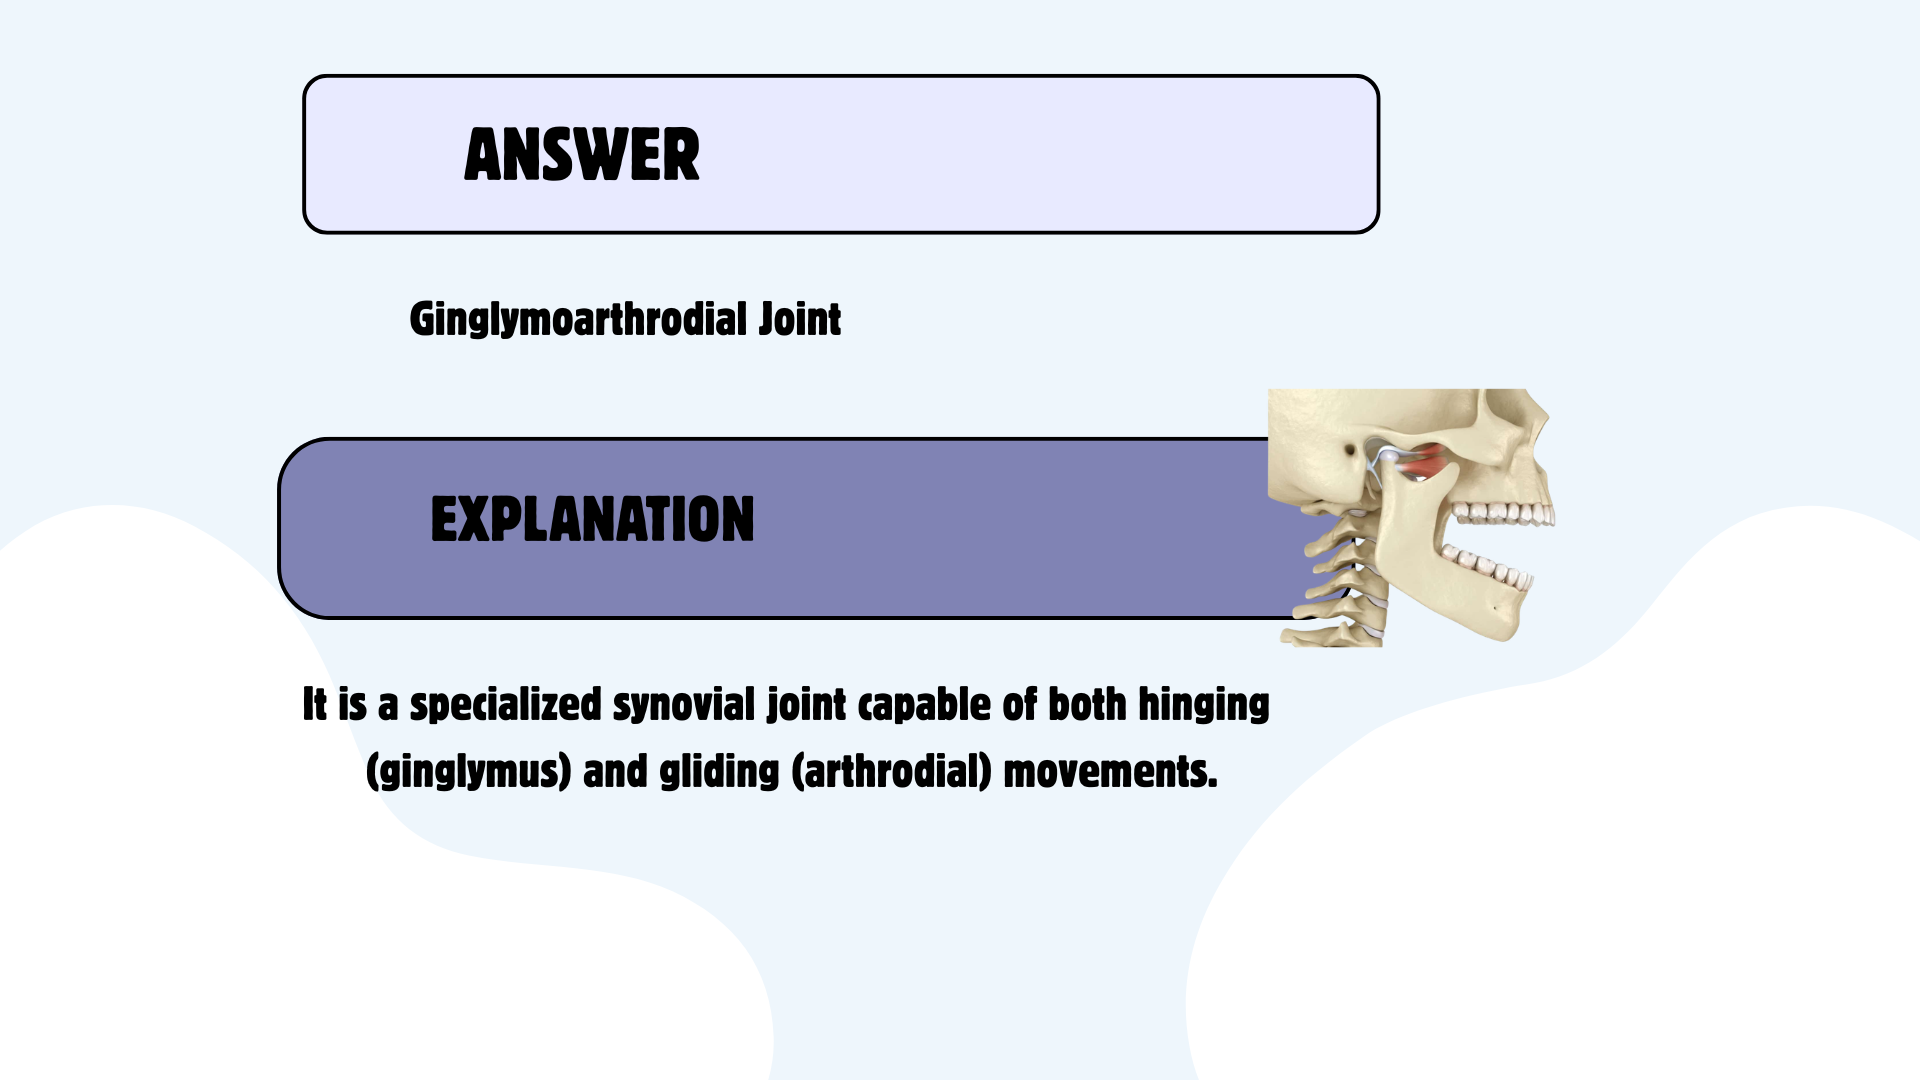 ANSWER
Ginglymoarthrodial Joint
EXPLANATION
It is a specialized synovial joint capable of both hinging
(ginglymus) and gliding (arthrodial) movements.